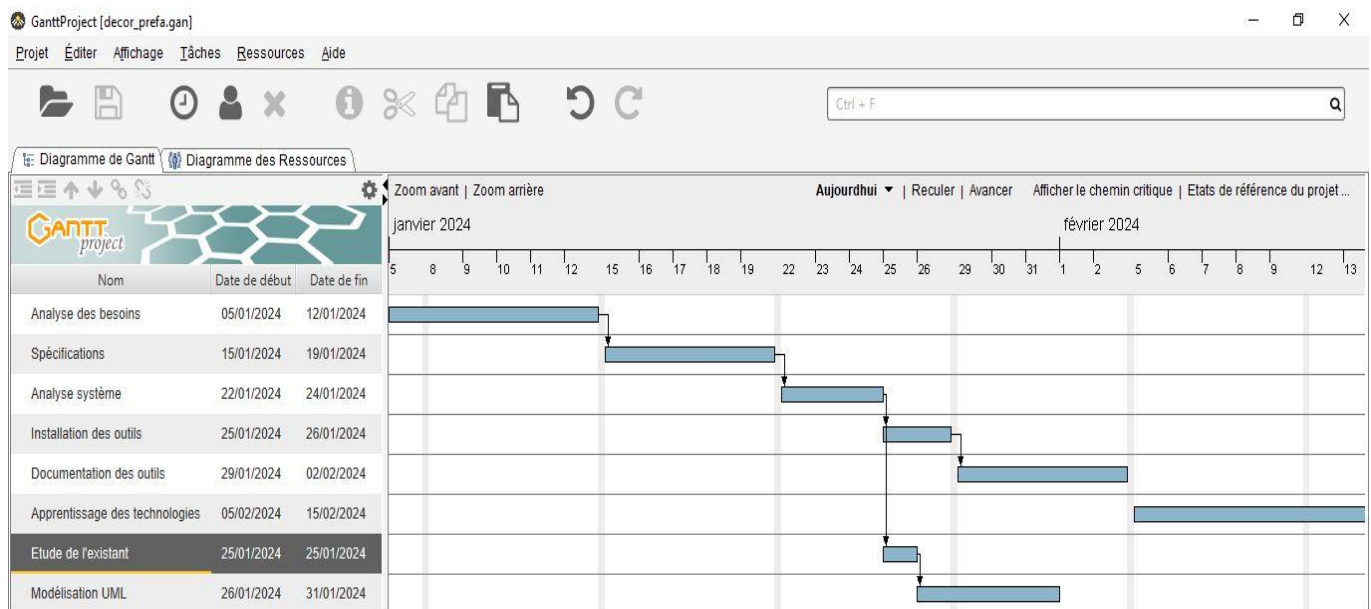 GanttProject [decor_prefa.gan]
Projet Éditer Affichage Tâches Ressources Aide
Ctrl + F
Diagramme de Gantt Diagramme des Ressources
Zoom avant | Zoom arrière Aujourdhui | Reculer | Avancer Afficher le chemin critique | Etats de référence du projet ...
GANTT project
janvier 2024 février 2024
5 8 9 10 11 12 15 16 17 18 19 22 23 24 25 26 29 30 31 1 2 5 6 7 8 9 12 13
Nom Date de début Date de fin
Analyse des besoins 05/01/2024 12/01/2024
Spécifications 15/01/2024 19/01/2024
Analyse système 22/01/2024 24/01/2024
Installation des outils 25/01/2024 26/01/2024
Documentation des outils 29/01/2024 02/02/2024
Apprentissage des technologies 05/02/2024 15/02/2024
Etude de l'existant 25/01/2024 25/01/2024
Modélisation UML 26/01/2024 31/01/2024